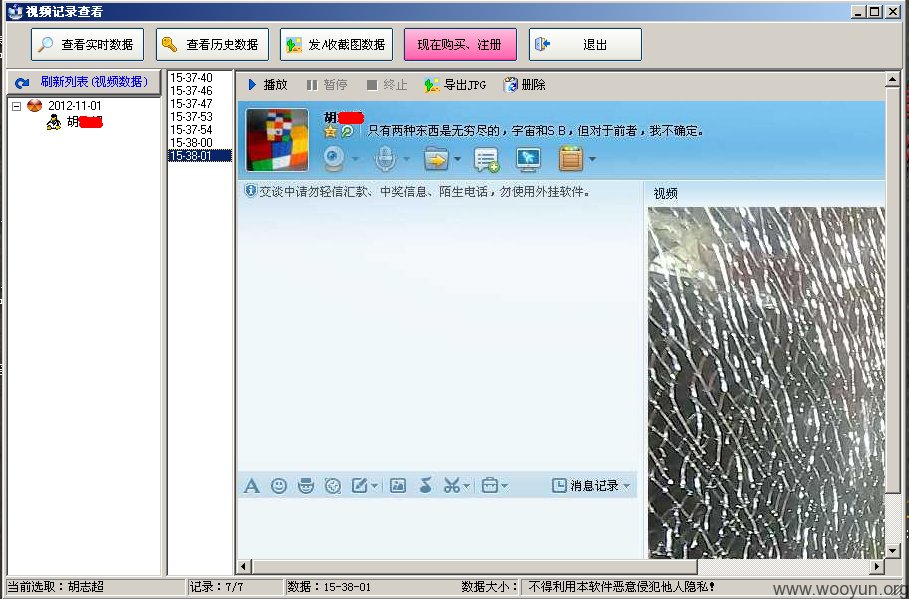 视频记录查看
查看实时数据 查看历史数据 发/收截图数据 现在购买、注册 退出
刷新列表(视频数据)
2012-11-01
胡
15-37-40
15-37-46
15-37-47
15-37-53
15-37-54
15-38-00
15-38-01
播放 暂停 终止 导出JPG 删除
胡
只有两种东西是无穷尽的，宇宙和S B，但对于前者，我不确定。
交谈中请勿轻信汇款、中奖信息、陌生电话，勿使用外挂软件。
视频
消息记录
当前选取：胡志超 记录：7/7 数据：15-38-01 数据大小： 不得利用本软件恶意侵犯他人隐私！
www.wooyun.org